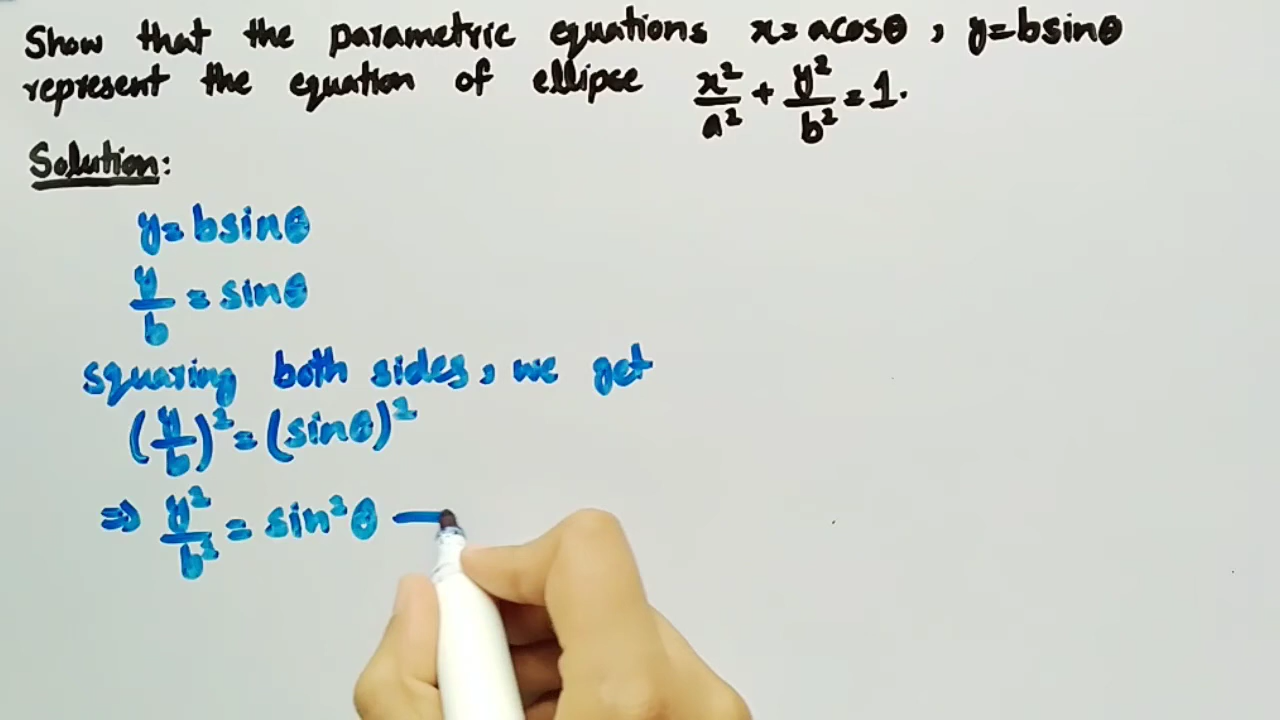 Show that the parametric equations x=acosθ, y=bsinθ
represent the equation of ellipse x²/a² + y²/b² = 1.
Solution:
y=bsinθ
y/b = sinθ
squaring both sides, we get
(y/b)² = (sinθ)²
⇒ y²/b² = sin²θ —